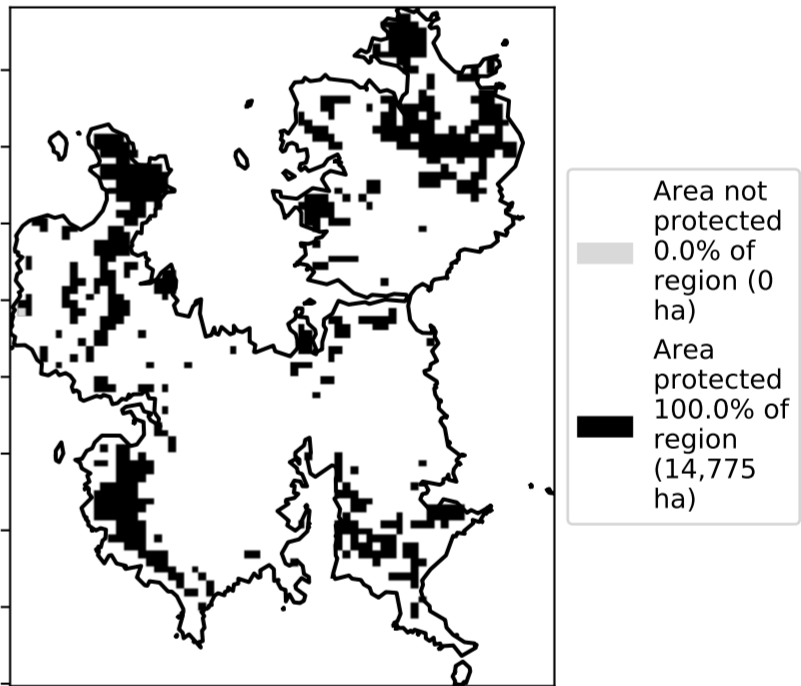 Area not
protected
0.0% of
region (0
ha)
Area
protected
100.0% of
region
(14,775
ha)